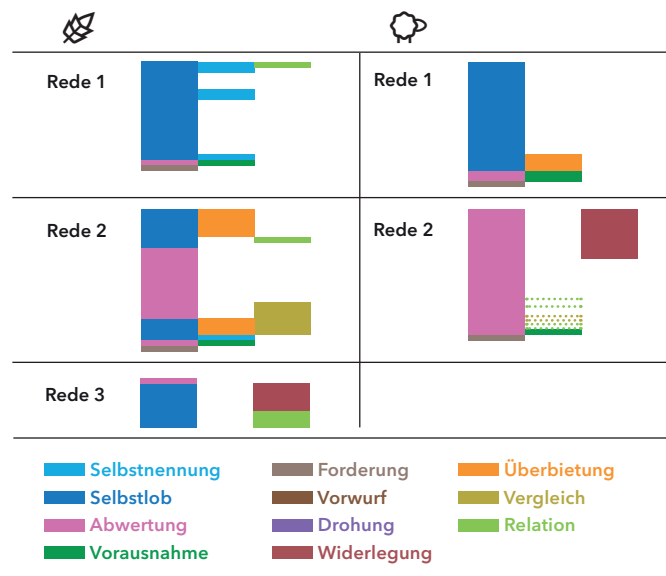 Rede 1 Rede 1
Rede 2 Rede 2
Rede 3
Selbstnennung Forderung Überbietung
Selbstlob Vorwurf Vergleich
Abwertung Drohung Relation
Vorausnahme Widerlegung